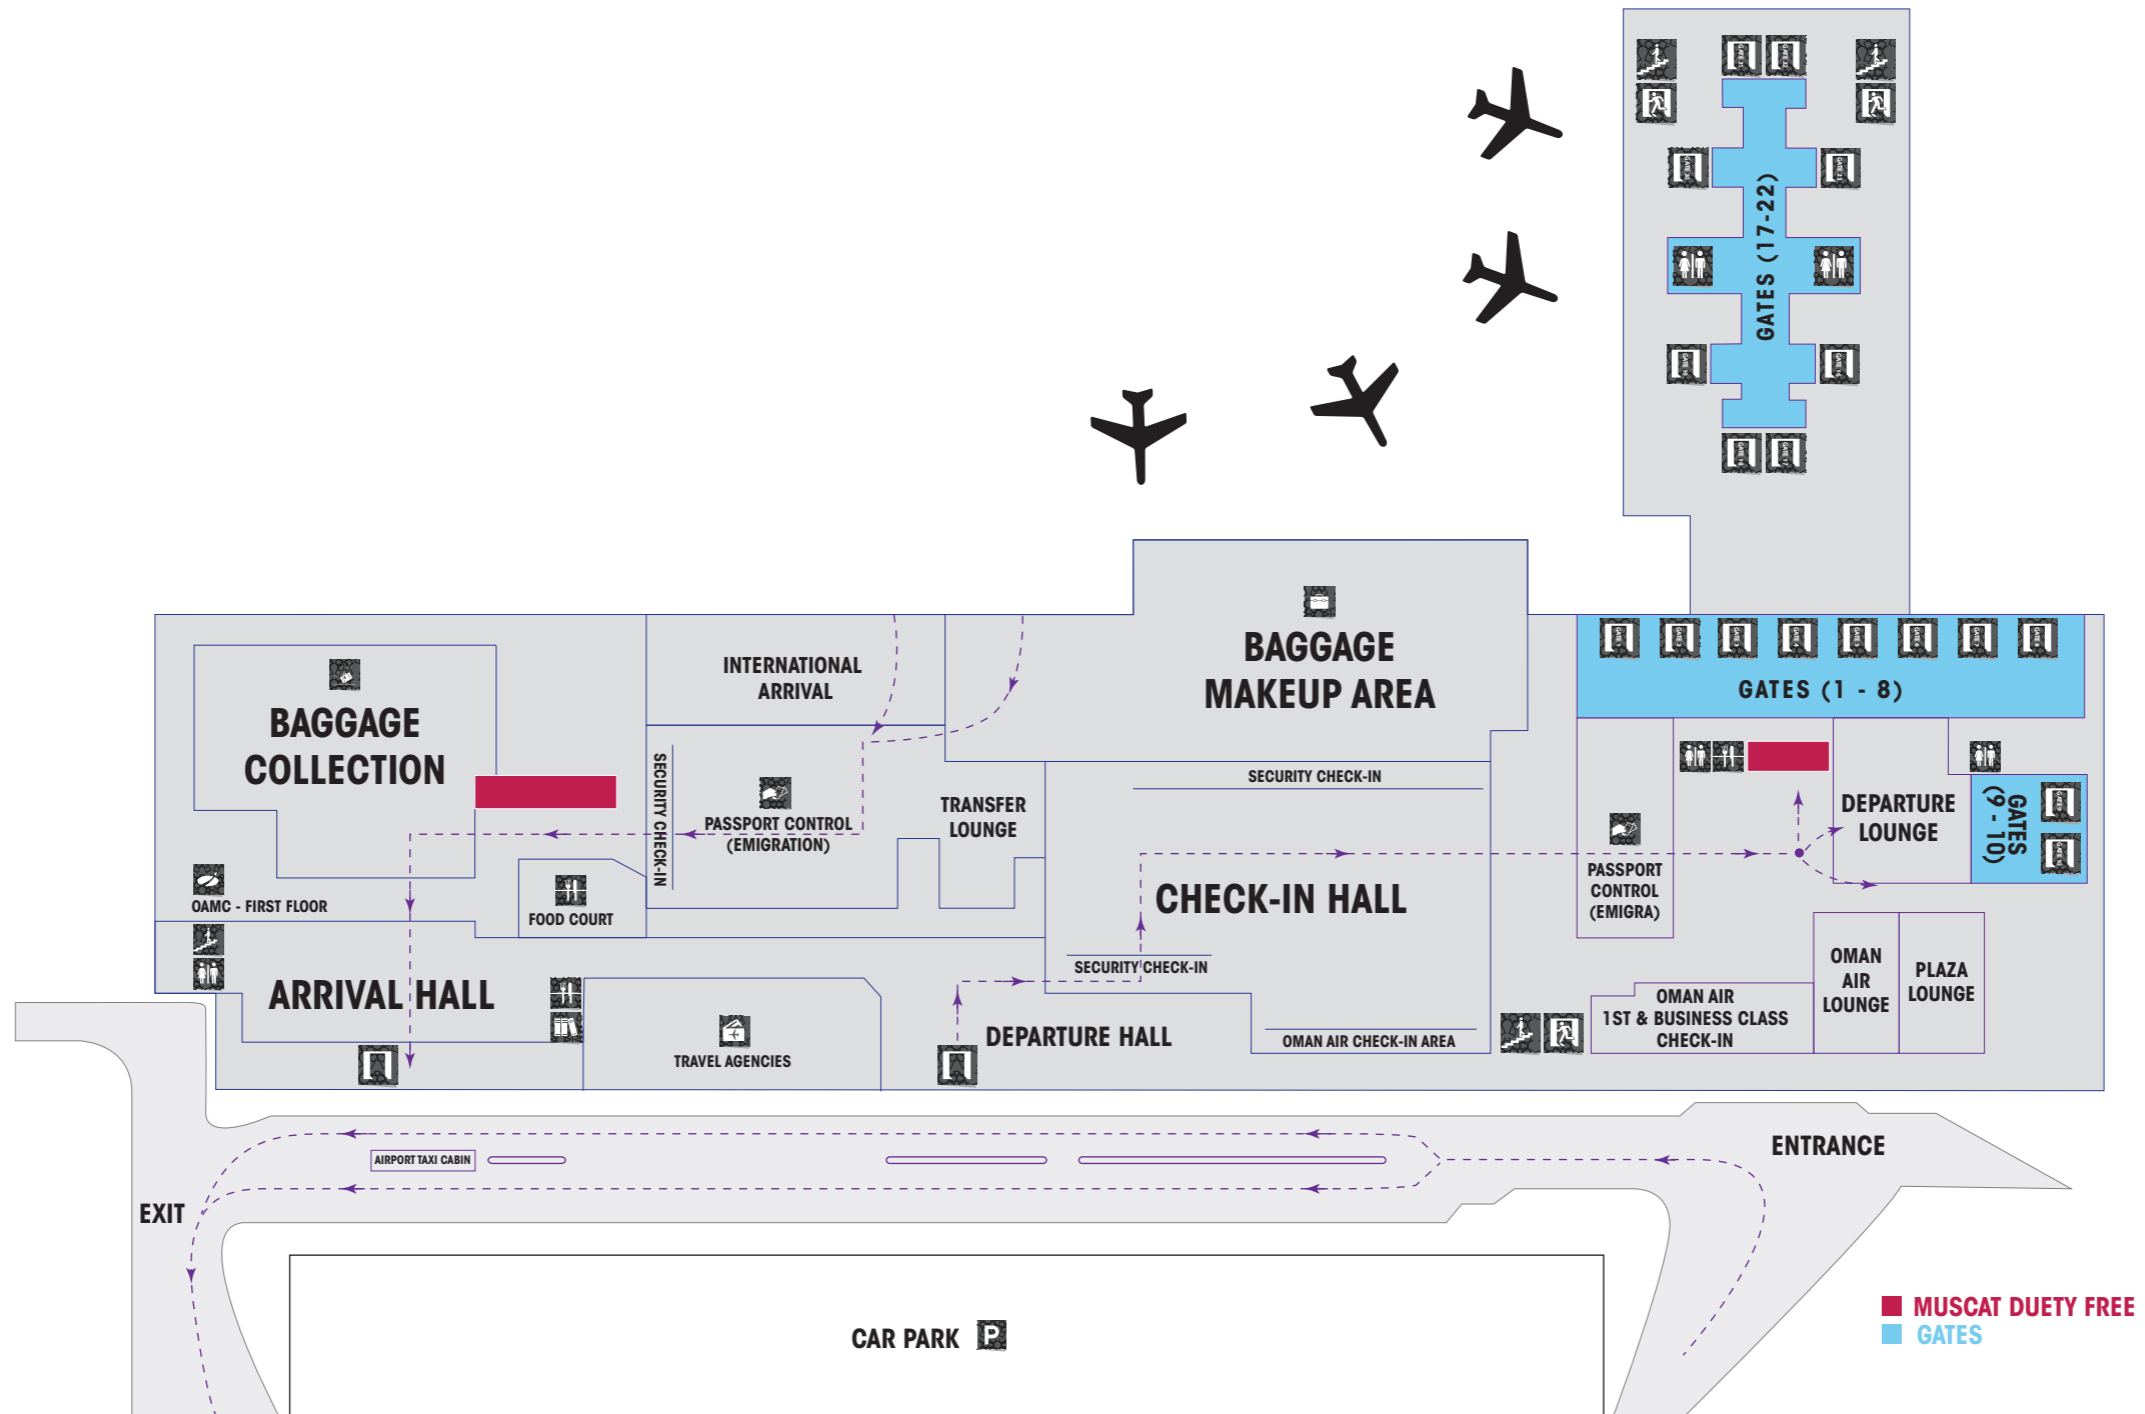 GATES (17-22)
INTERNATIONAL
ARRIVAL
BAGGAGE
MAKEUP AREA
GATES (1 - 8)
BAGGAGE
COLLECTION
SECURITY CHECK-IN
PASSPORT CONTROL
(EMIGRATION)
TRANSFER
LOUNGE
SECURITY CHECK-IN
DEPARTURE
LOUNGE
GATES
(9 - 10)
PASSPORT
CONTROL
(EMIGRA)
CHECK-IN HALL
OAMC - FIRST FLOOR
FOOD COURT
SECURITY CHECK-IN
ARRIVAL HALL
OMAN
AIR
LOUNGE
PLAZA
LOUNGE
OMAN AIR
1ST & BUSINESS CLASS
CHECK-IN
DEPARTURE HALL
OMAN AIR CHECK-IN AREA
TRAVEL AGENCIES
ENTRANCE
AIRPORT TAXI CABIN
EXIT
CAR PARK
P
MUSCAT DUETY FREE
GATES